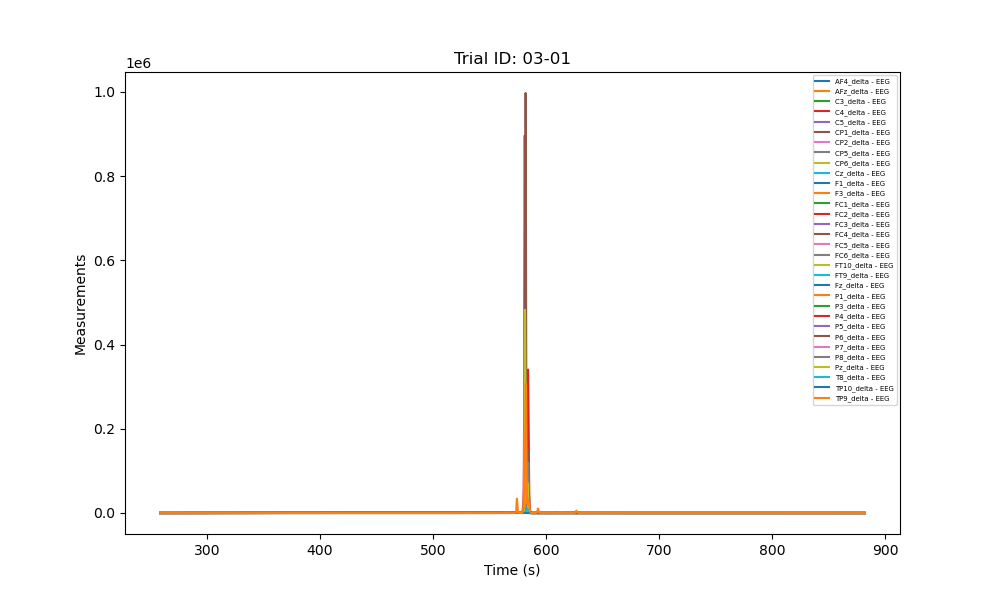 Trial ID: 03-01
1e6
1.0
0.8
0.6
0.4
0.2
0.0
Measurements
300
400
500
600
700
800
900
Time (s)
AF4_delta - EEG
AFz_delta - EEG
C3_delta - EEG
C4_delta - EEG
C5_delta - EEG
CP1_delta - EEG
CP2_delta - EEG
CP5_delta - EEG
CP6_delta - EEG
Cz_delta - EEG
F1_delta - EEG
F3_delta - EEG
FC1_delta - EEG
FC2_delta - EEG
FC3_delta - EEG
FC4_delta - EEG
FC5_delta - EEG
FC6_delta - EEG
FT10_delta - EEG
FT9_delta - EEG
Fz_delta - EEG
P1_delta - EEG
P3_delta - EEG
P4_delta - EEG
P5_delta - EEG
P6_delta - EEG
P7_delta - EEG
P8_delta - EEG
Pz_delta - EEG
T8_delta - EEG
TP10_delta - EEG
TP9_delta - EEG